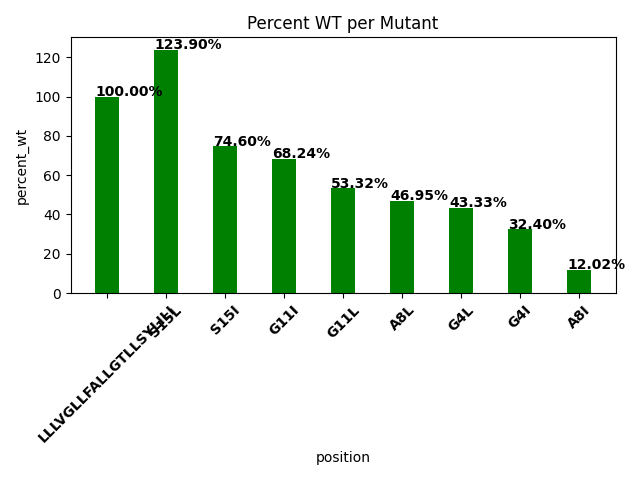 Percent WT per Mutant
percent_wt
120
100
80
60
40
20
0
100.00%
123.90%
74.60%
68.24%
53.32%
46.95%
43.33%
32.40%
12.02%
S15L
S15I
G11I
G11L
A8L
G4L
G4I
A8I
position